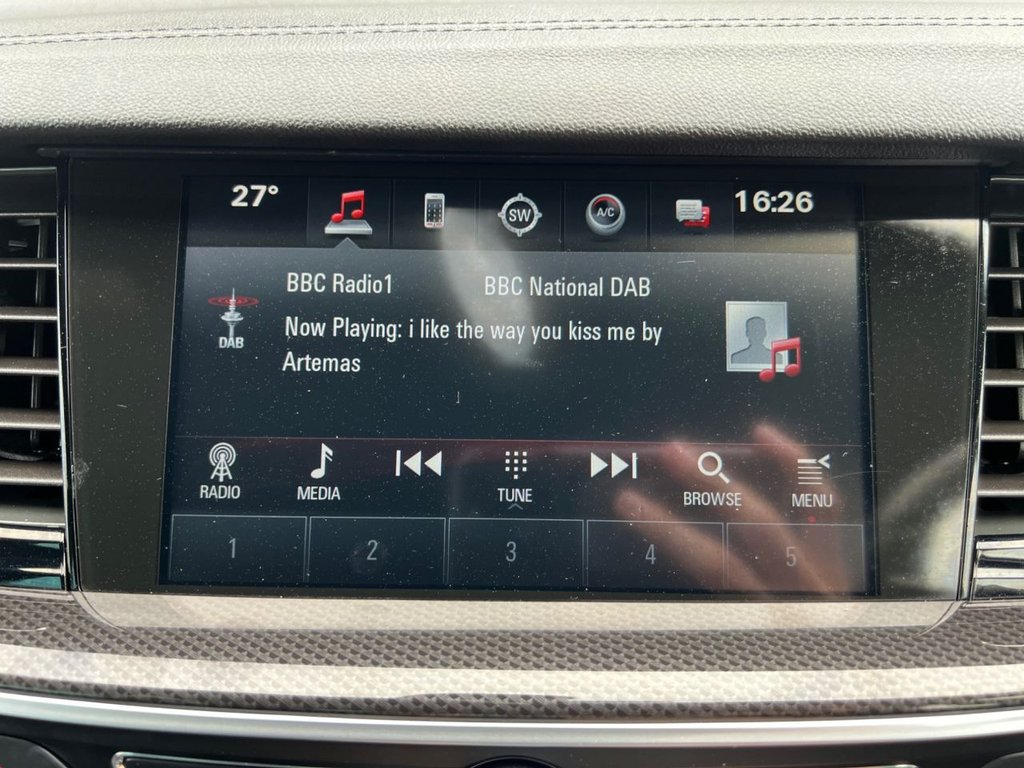 27°
SW
A/C
16:26
BBC Radio1
BBC National DAB
DAB
Now Playing: i like the way you kiss me by
Artemas
RADIO
MEDIA
TUNE
BROWSE
MENU
1
2
3
4
5